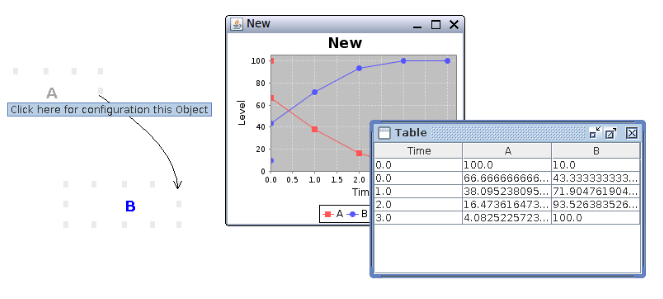 A
Click here for configuration this Object
B
New
New
Level
100
80
60
40
20
0
0.0 0.5 1.0 1.5 2.0
A B
Table
Time A B
0.0 100.0 10.0
0.0 66.666666666... 43.333333333...
1.0 38.095238095... 71.904761904...
2.0 16.473616473... 93.526383526...
3.0 4.0825225723... 100.0